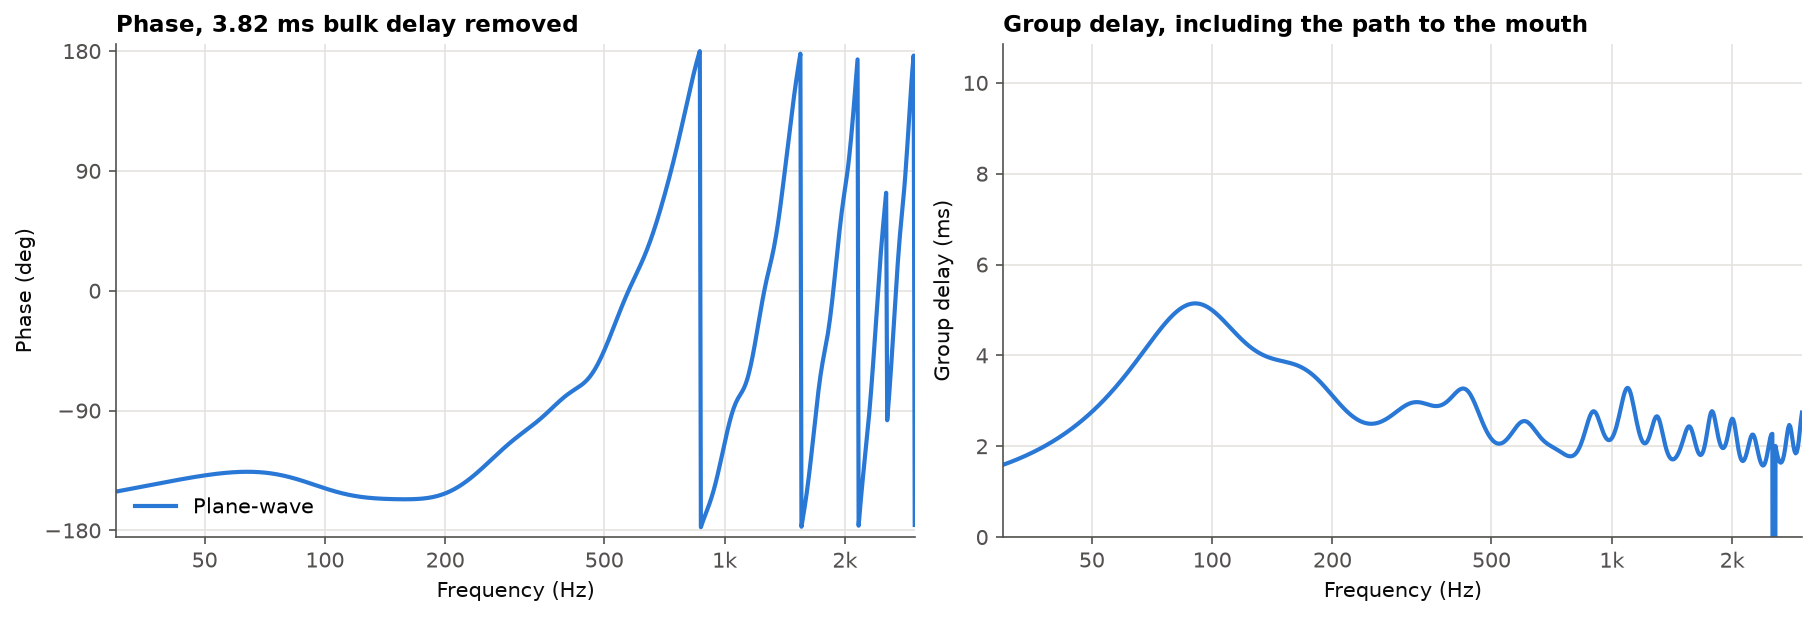 Phase, 3.82 ms bulk delay removed
Phase (deg)
180
90
0
−90
−180
Plane-wave
50 100 200 500 1k 2k
Frequency (Hz)
Group delay, including the path to the mouth
Group delay (ms)
10
8
6
4
2
0
50 100 200 500 1k 2k
Frequency (Hz)